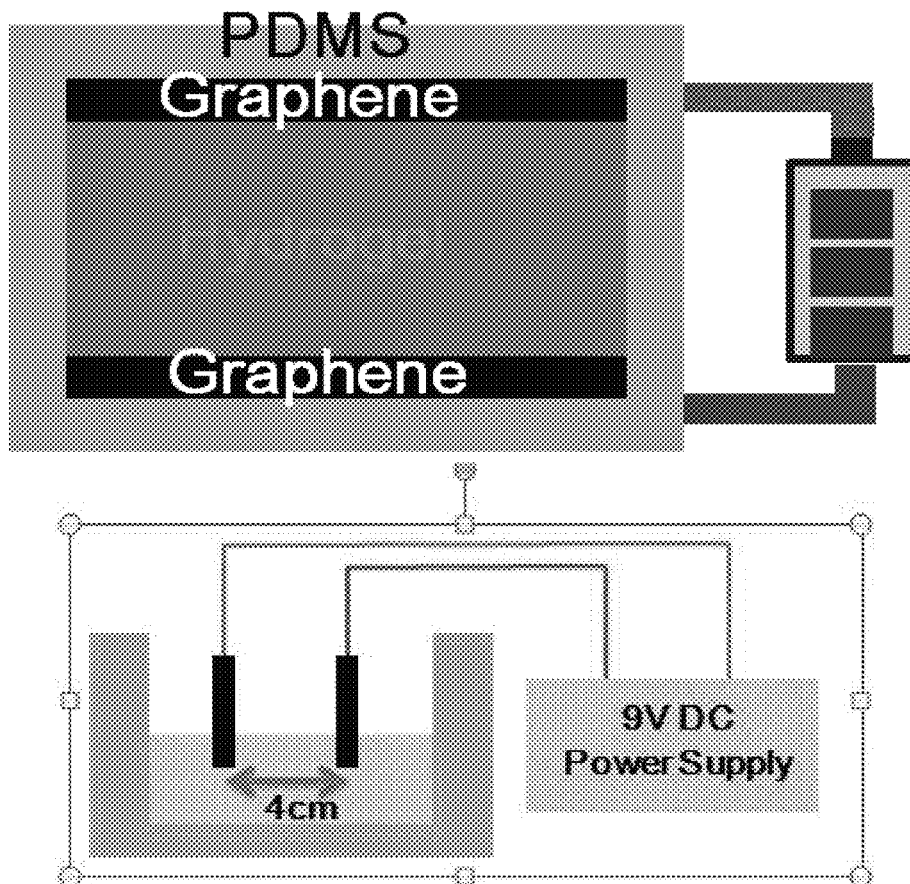 PDMS
Graphene
Graphene
9V DC
Power Supply
4cm